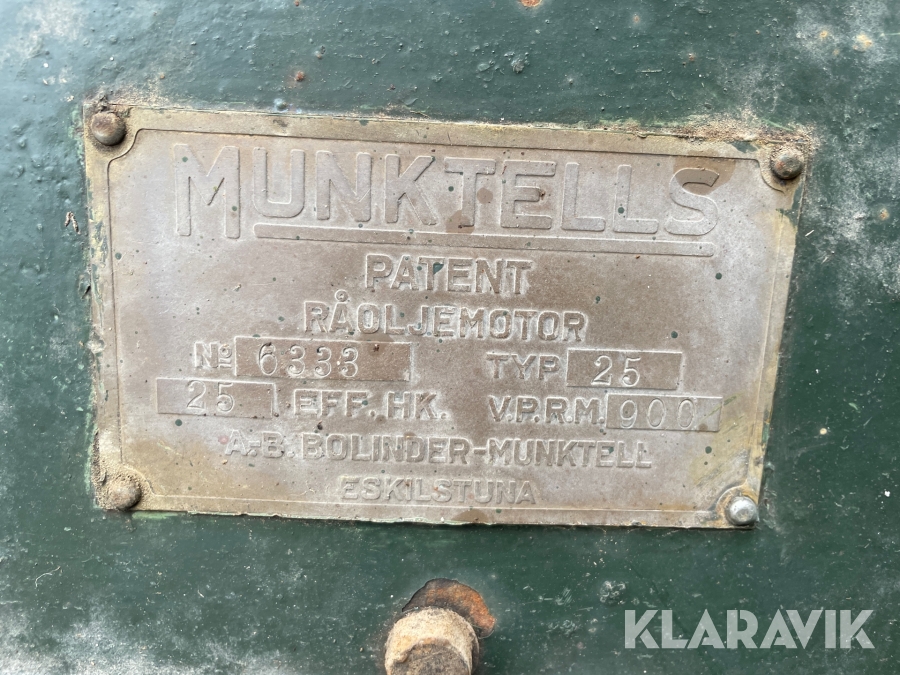 MUNKTELLS
PATENT
RÅOLJEMOTOR
No 6333 TYP 25
25 EFF. HK. V.P.R.M. 900
A.-B. BOLINDER-MUNKTELL
ESKILSTUNA
KLARAVIK